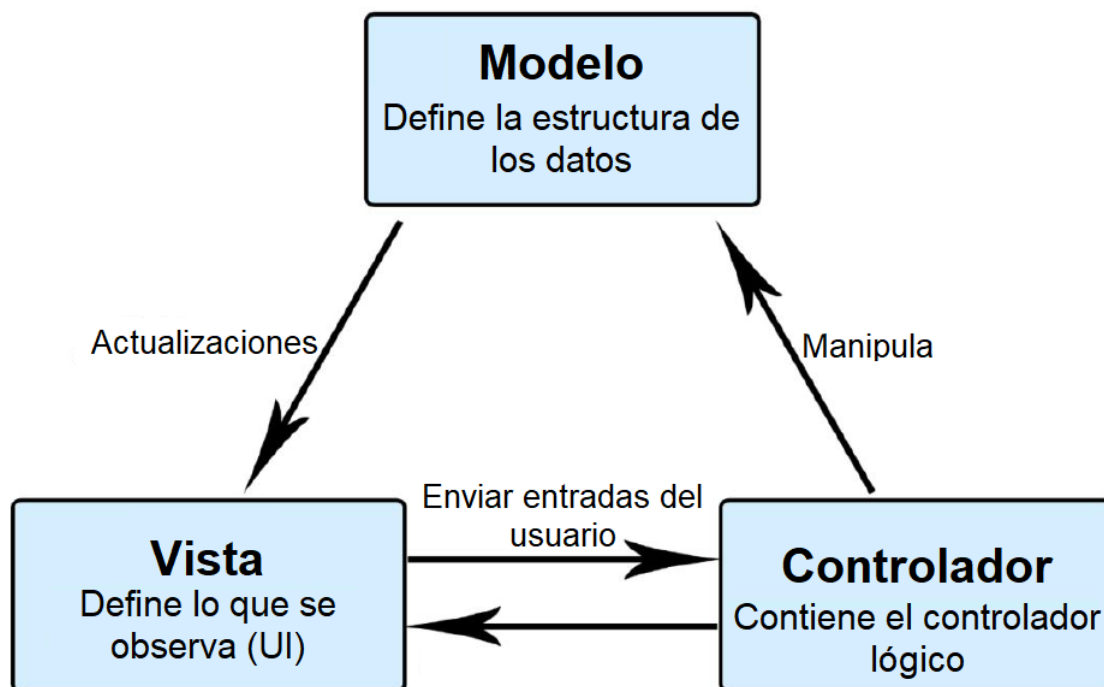 Modelo
Define la estructura de
los datos
Actualizaciones
Manipula
Enviar entradas del
usuario
Vista
Define lo que se
observa (UI)
Controlador
Contiene el controlador
lógico